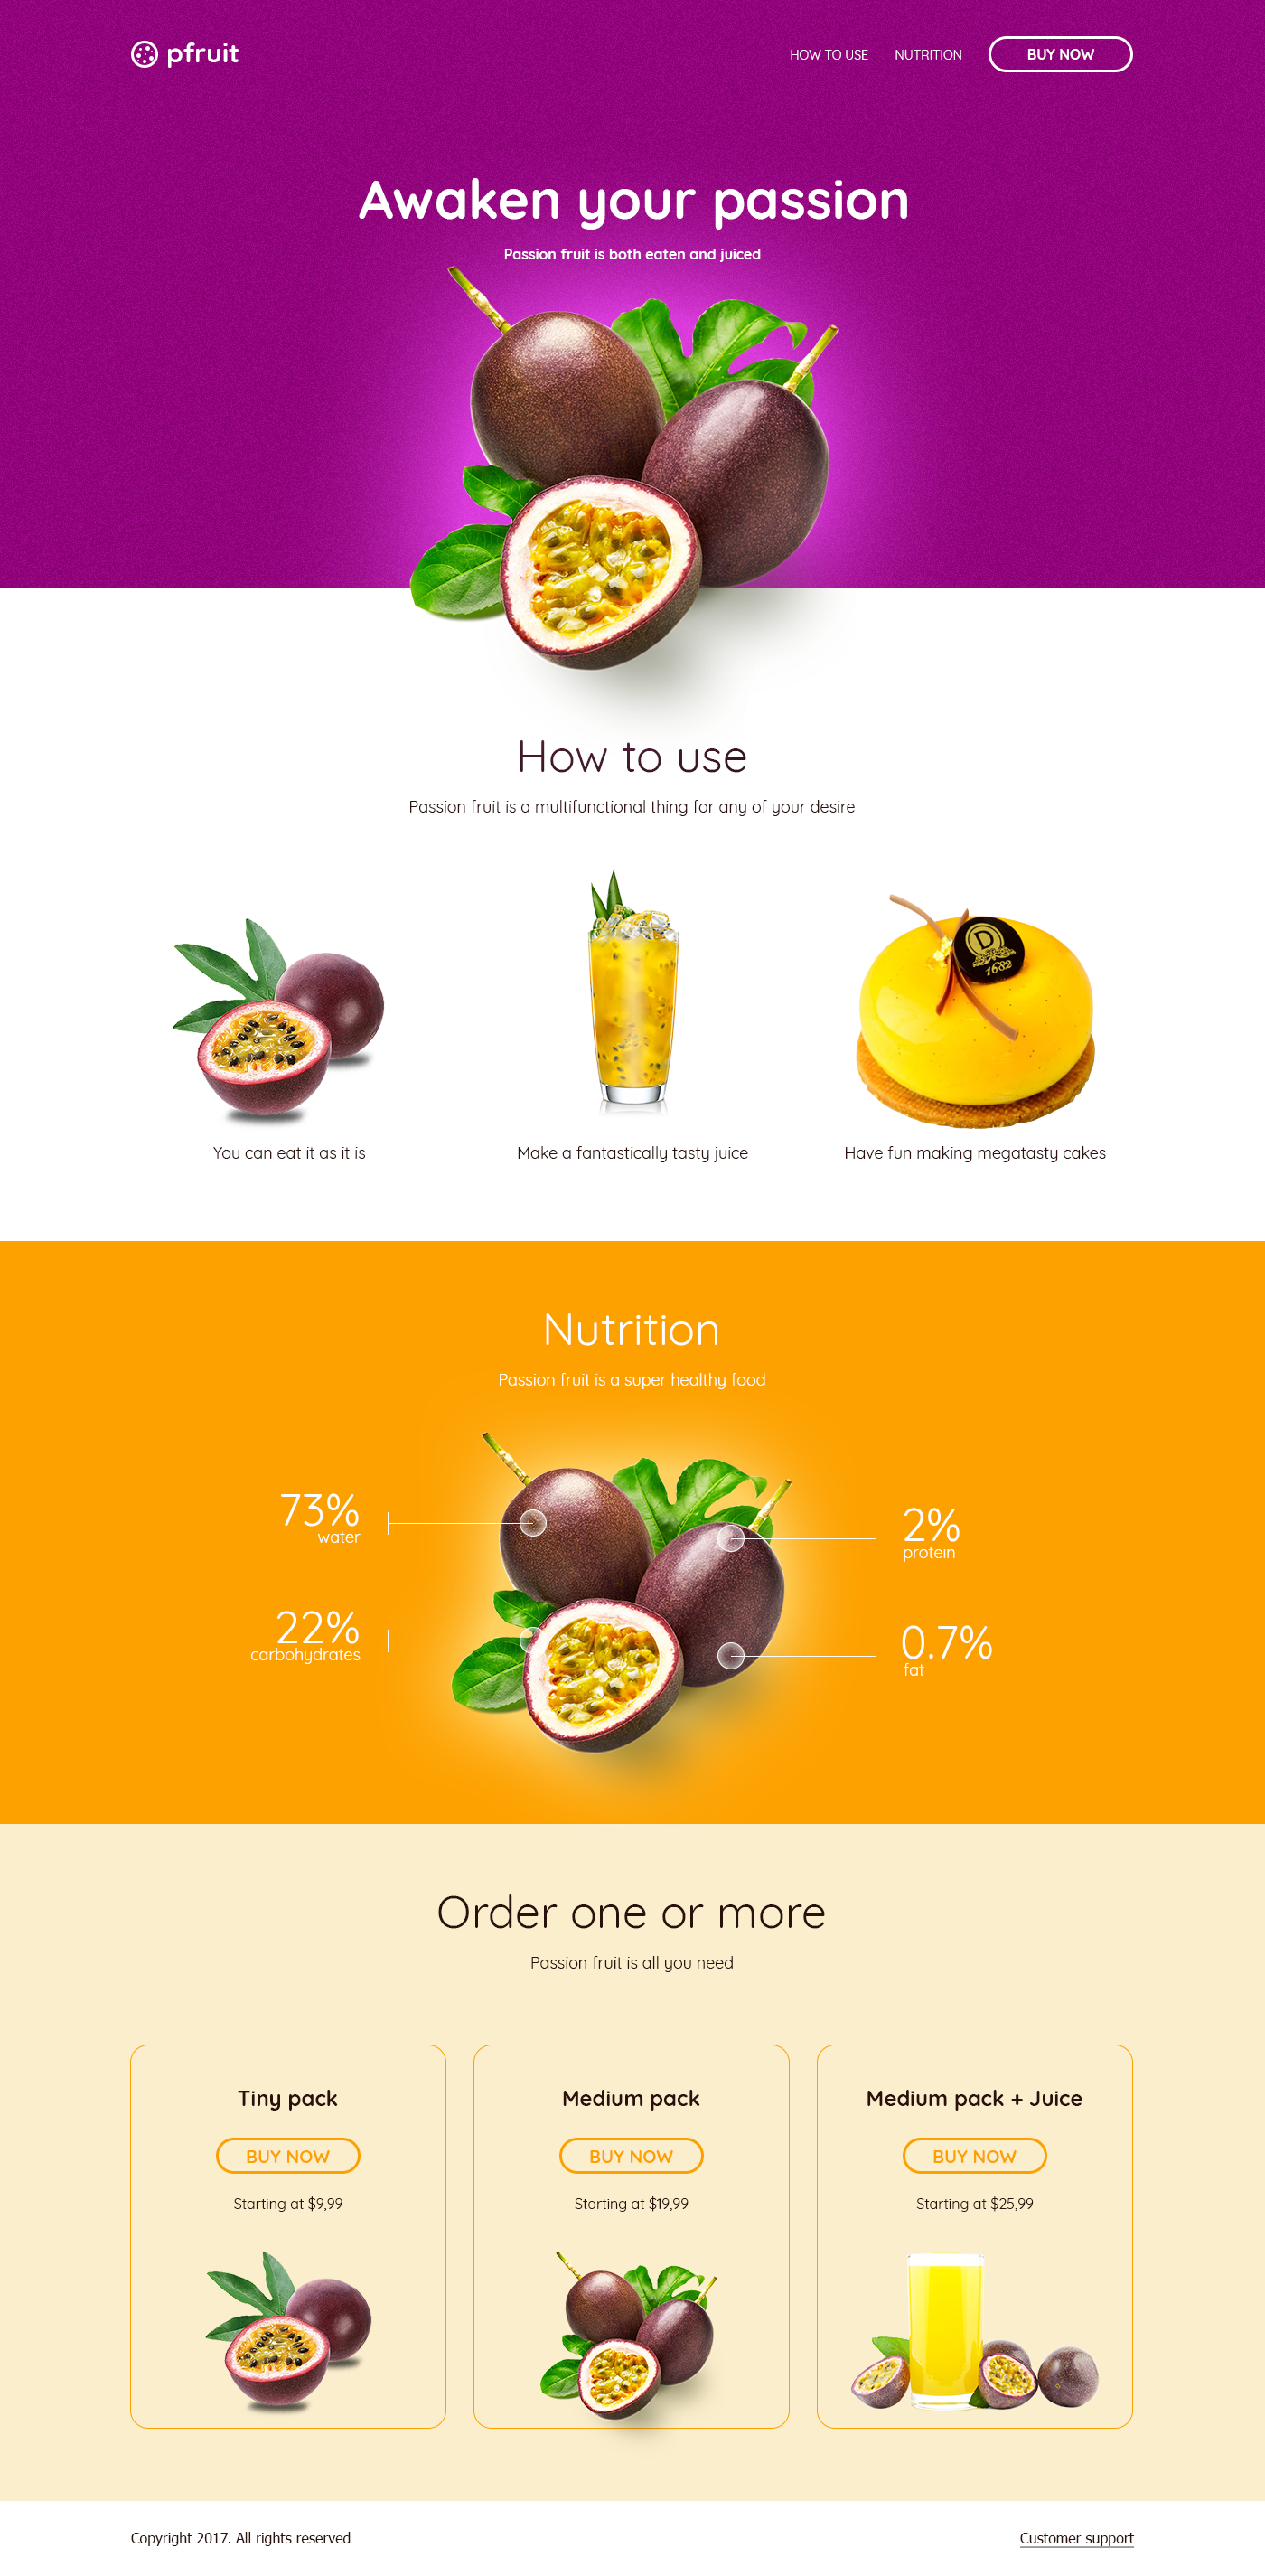 pfruit
HOW TO USE
NUTRITION
BUY NOW
Awaken your passion
Passion fruit is both eaten and juiced
How to use
Passion fruit is a multifunctional thing for any of your desire
D
1682
You can eat it as it is
Make a fantastically tasty juice
Have fun making megatasty cakes
Nutrition
Passion fruit is a super healthy food
73%
water
2%
protein
22%
carbohydrates
0.7%
fat
Order one or more
Passion fruit is all you need
Tiny pack
BUY NOW
Starting at $9,99
Medium pack
BUY NOW
Starting at $19,99
Medium pack + Juice
BUY NOW
Starting at $25,99
Copyright 2017. All rights reserved
Customer support